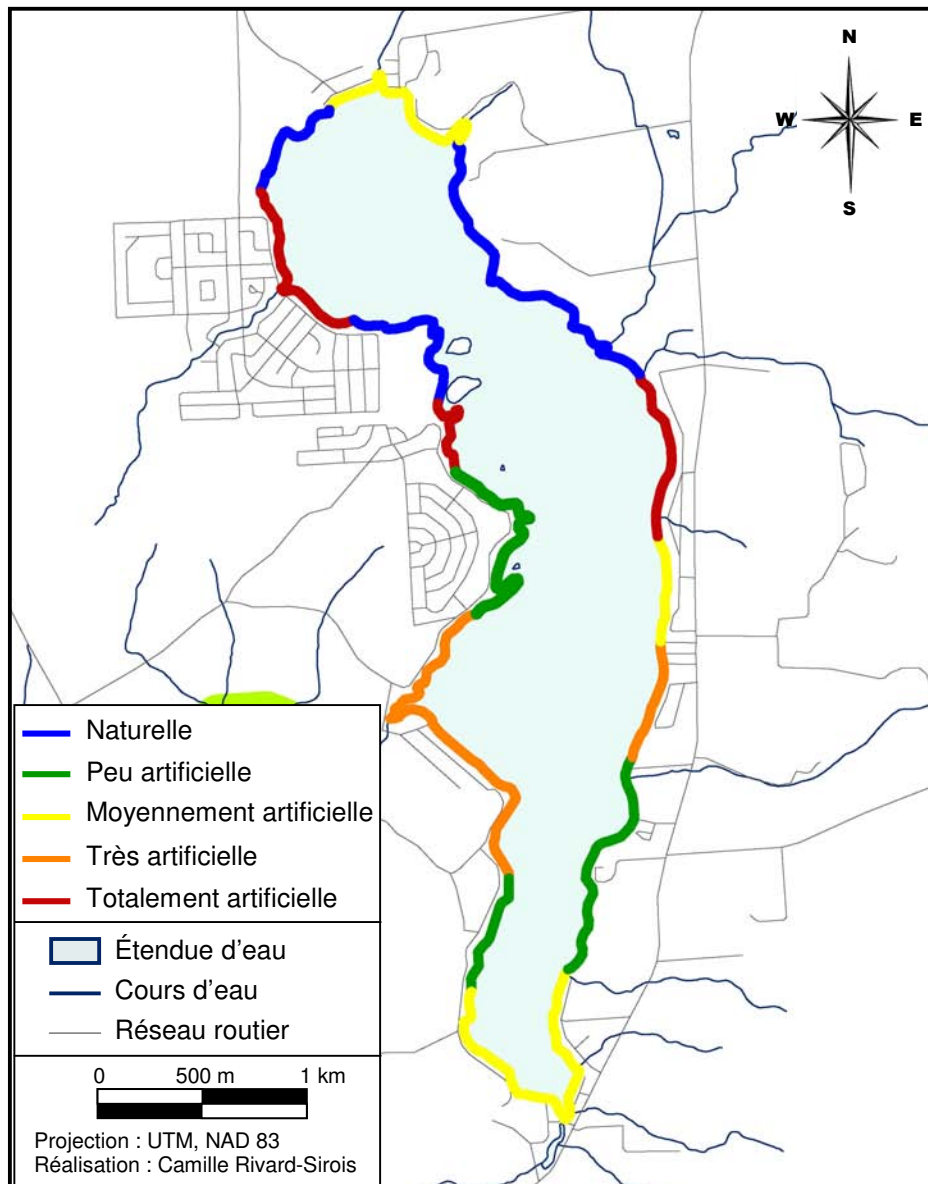 N
W E
S
Naturelle
Peu artificielle
Moyennement artificielle
Très artificielle
Totalement artificielle
Étendue d'eau
Cours d'eau
Réseau routier
0 500 m 1 km
Projection : UTM, NAD 83
Réalisation : Camille Rivard-Sirois